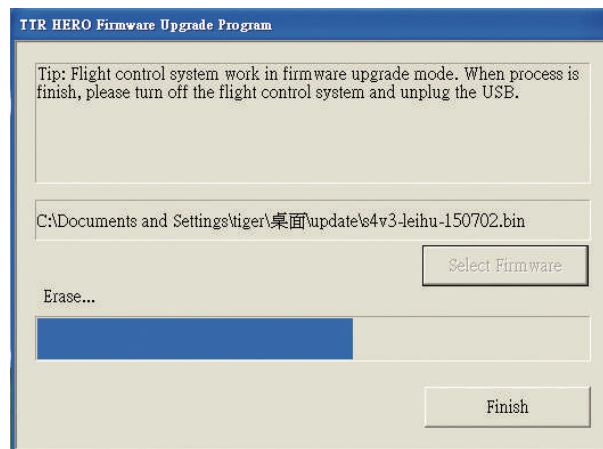 TTR HERO Firmware Upgrade Program
Tip: Flight control system work in firmware upgrade mode. When process is
finish, please turn off the flight control system and unplug the USB.
C:\Documents and Settings\tiger\桌面\update\s4v3-leihu-150702.bin
Select Firmware
Erase...
Finish